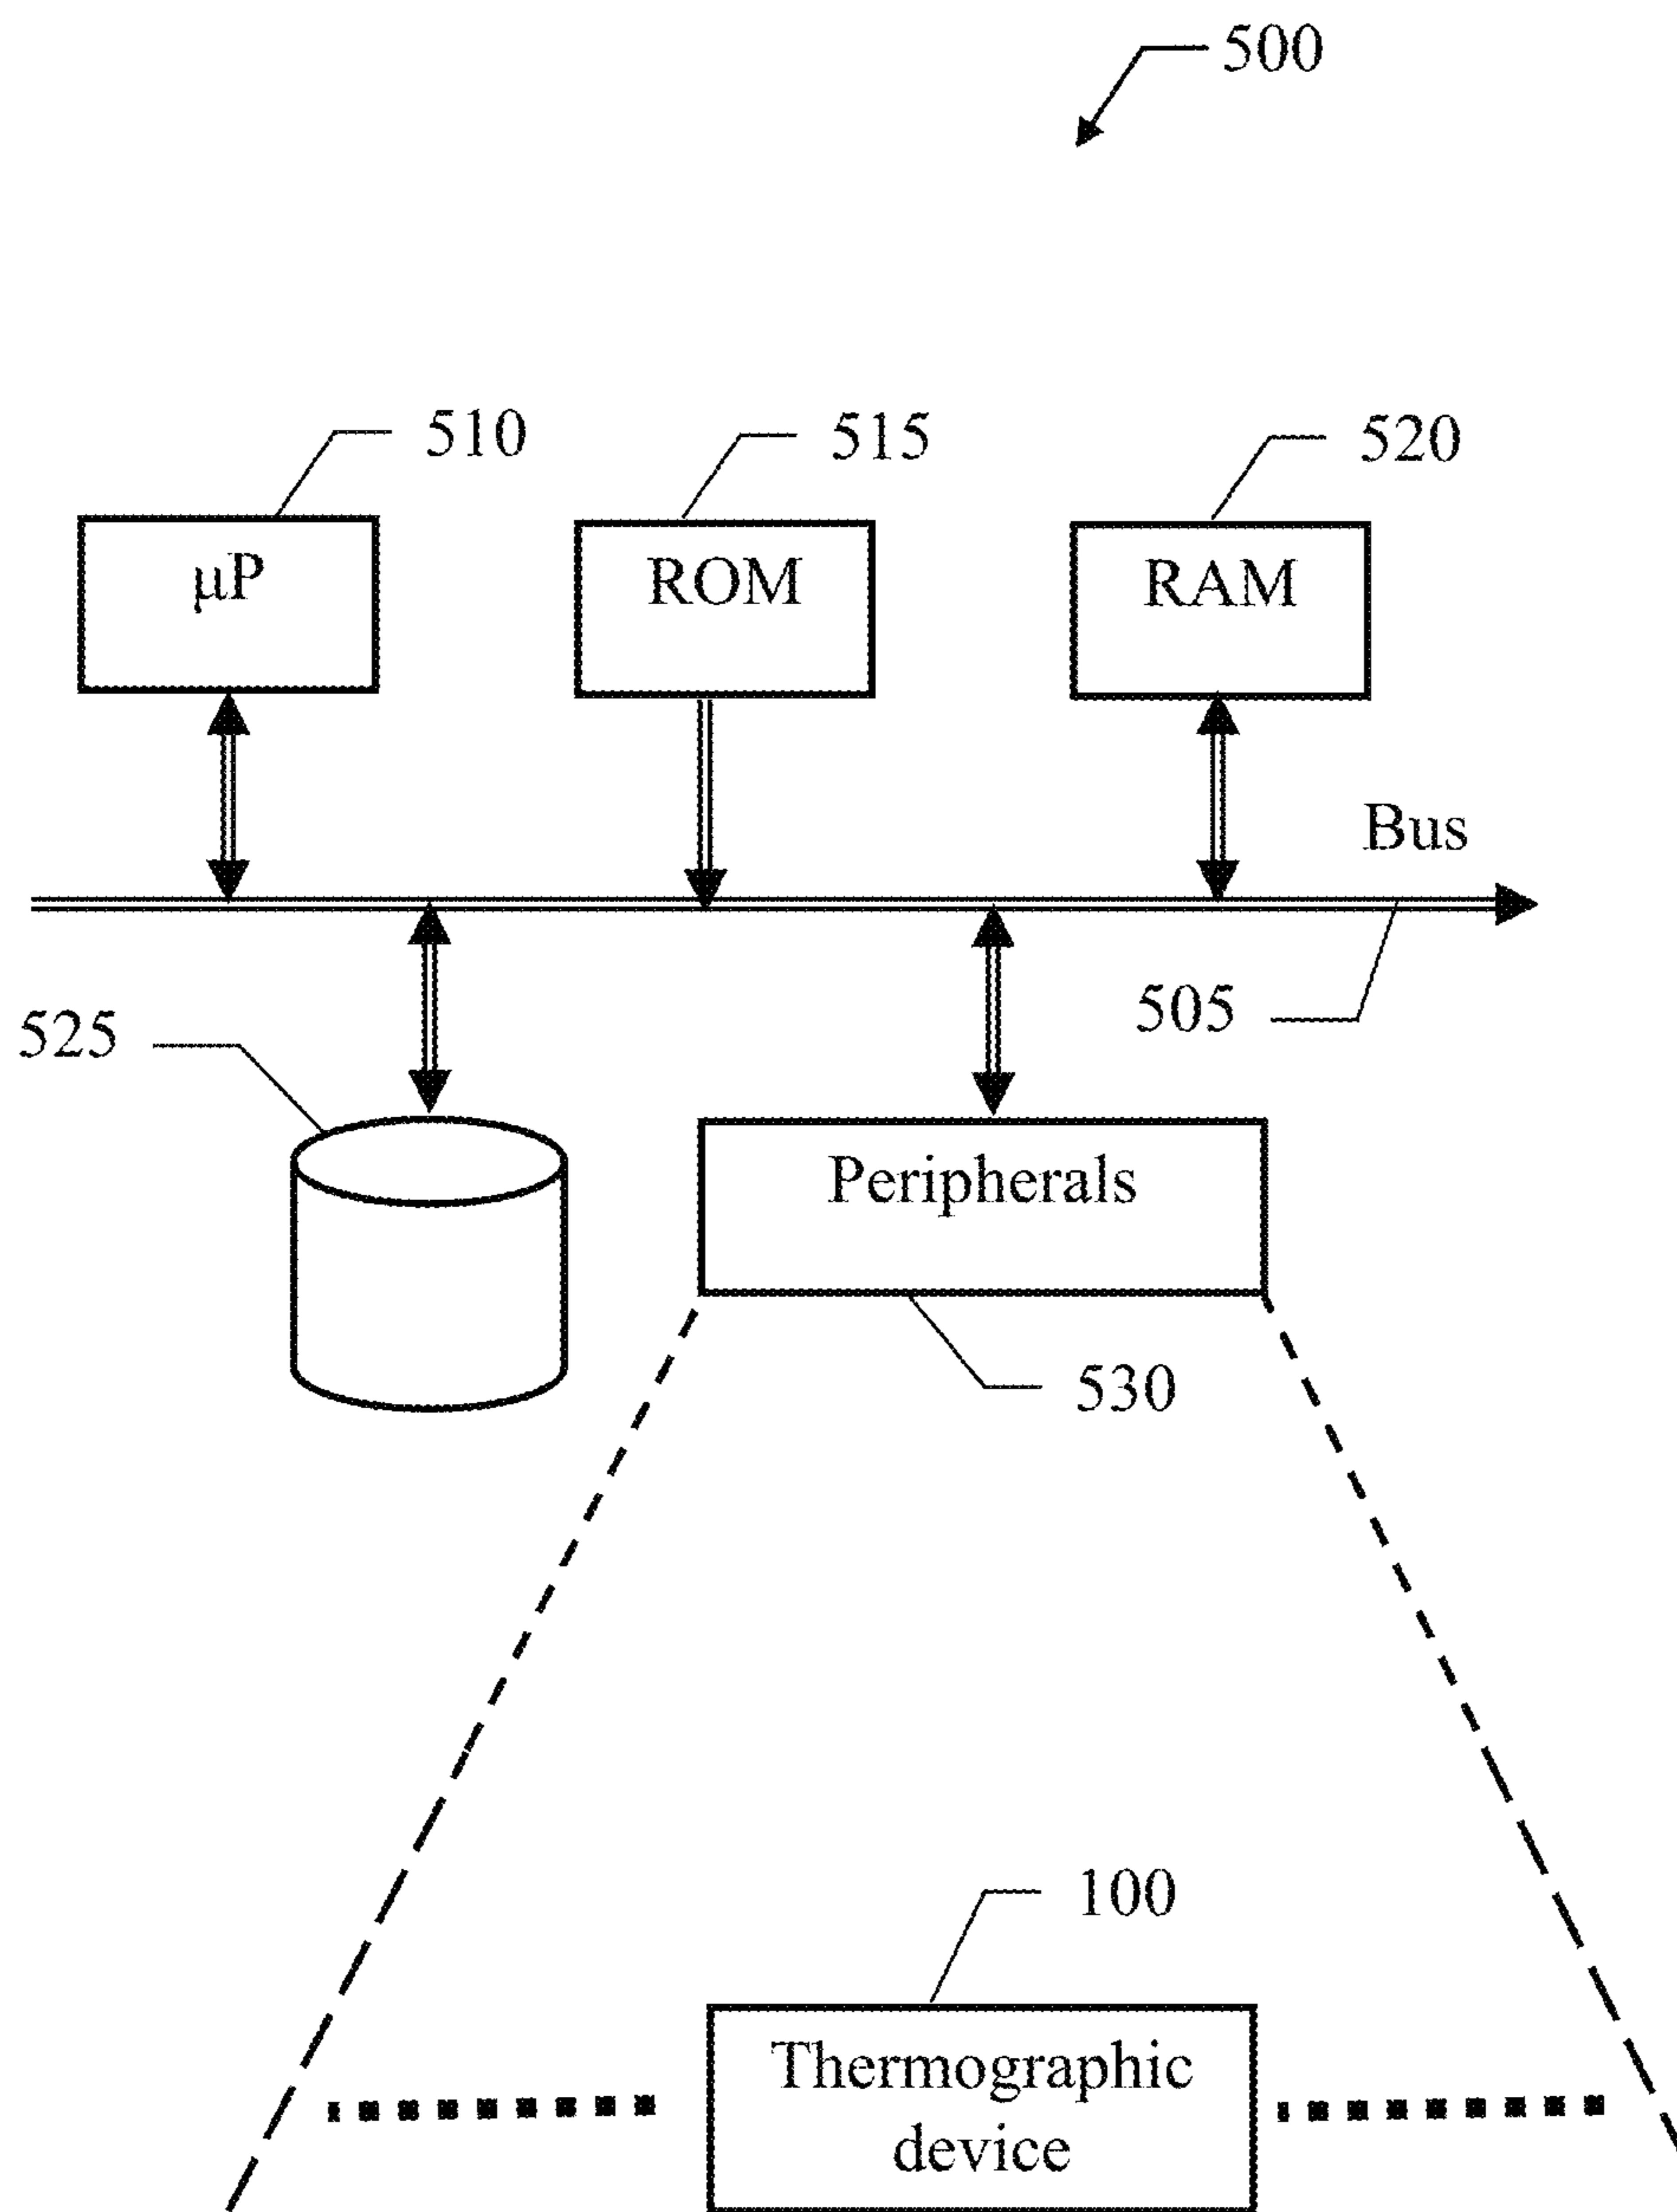 500
510
515
520
µP
ROM
RAM
Bus
505
525
Peripherals
530
100
Thermographic
device